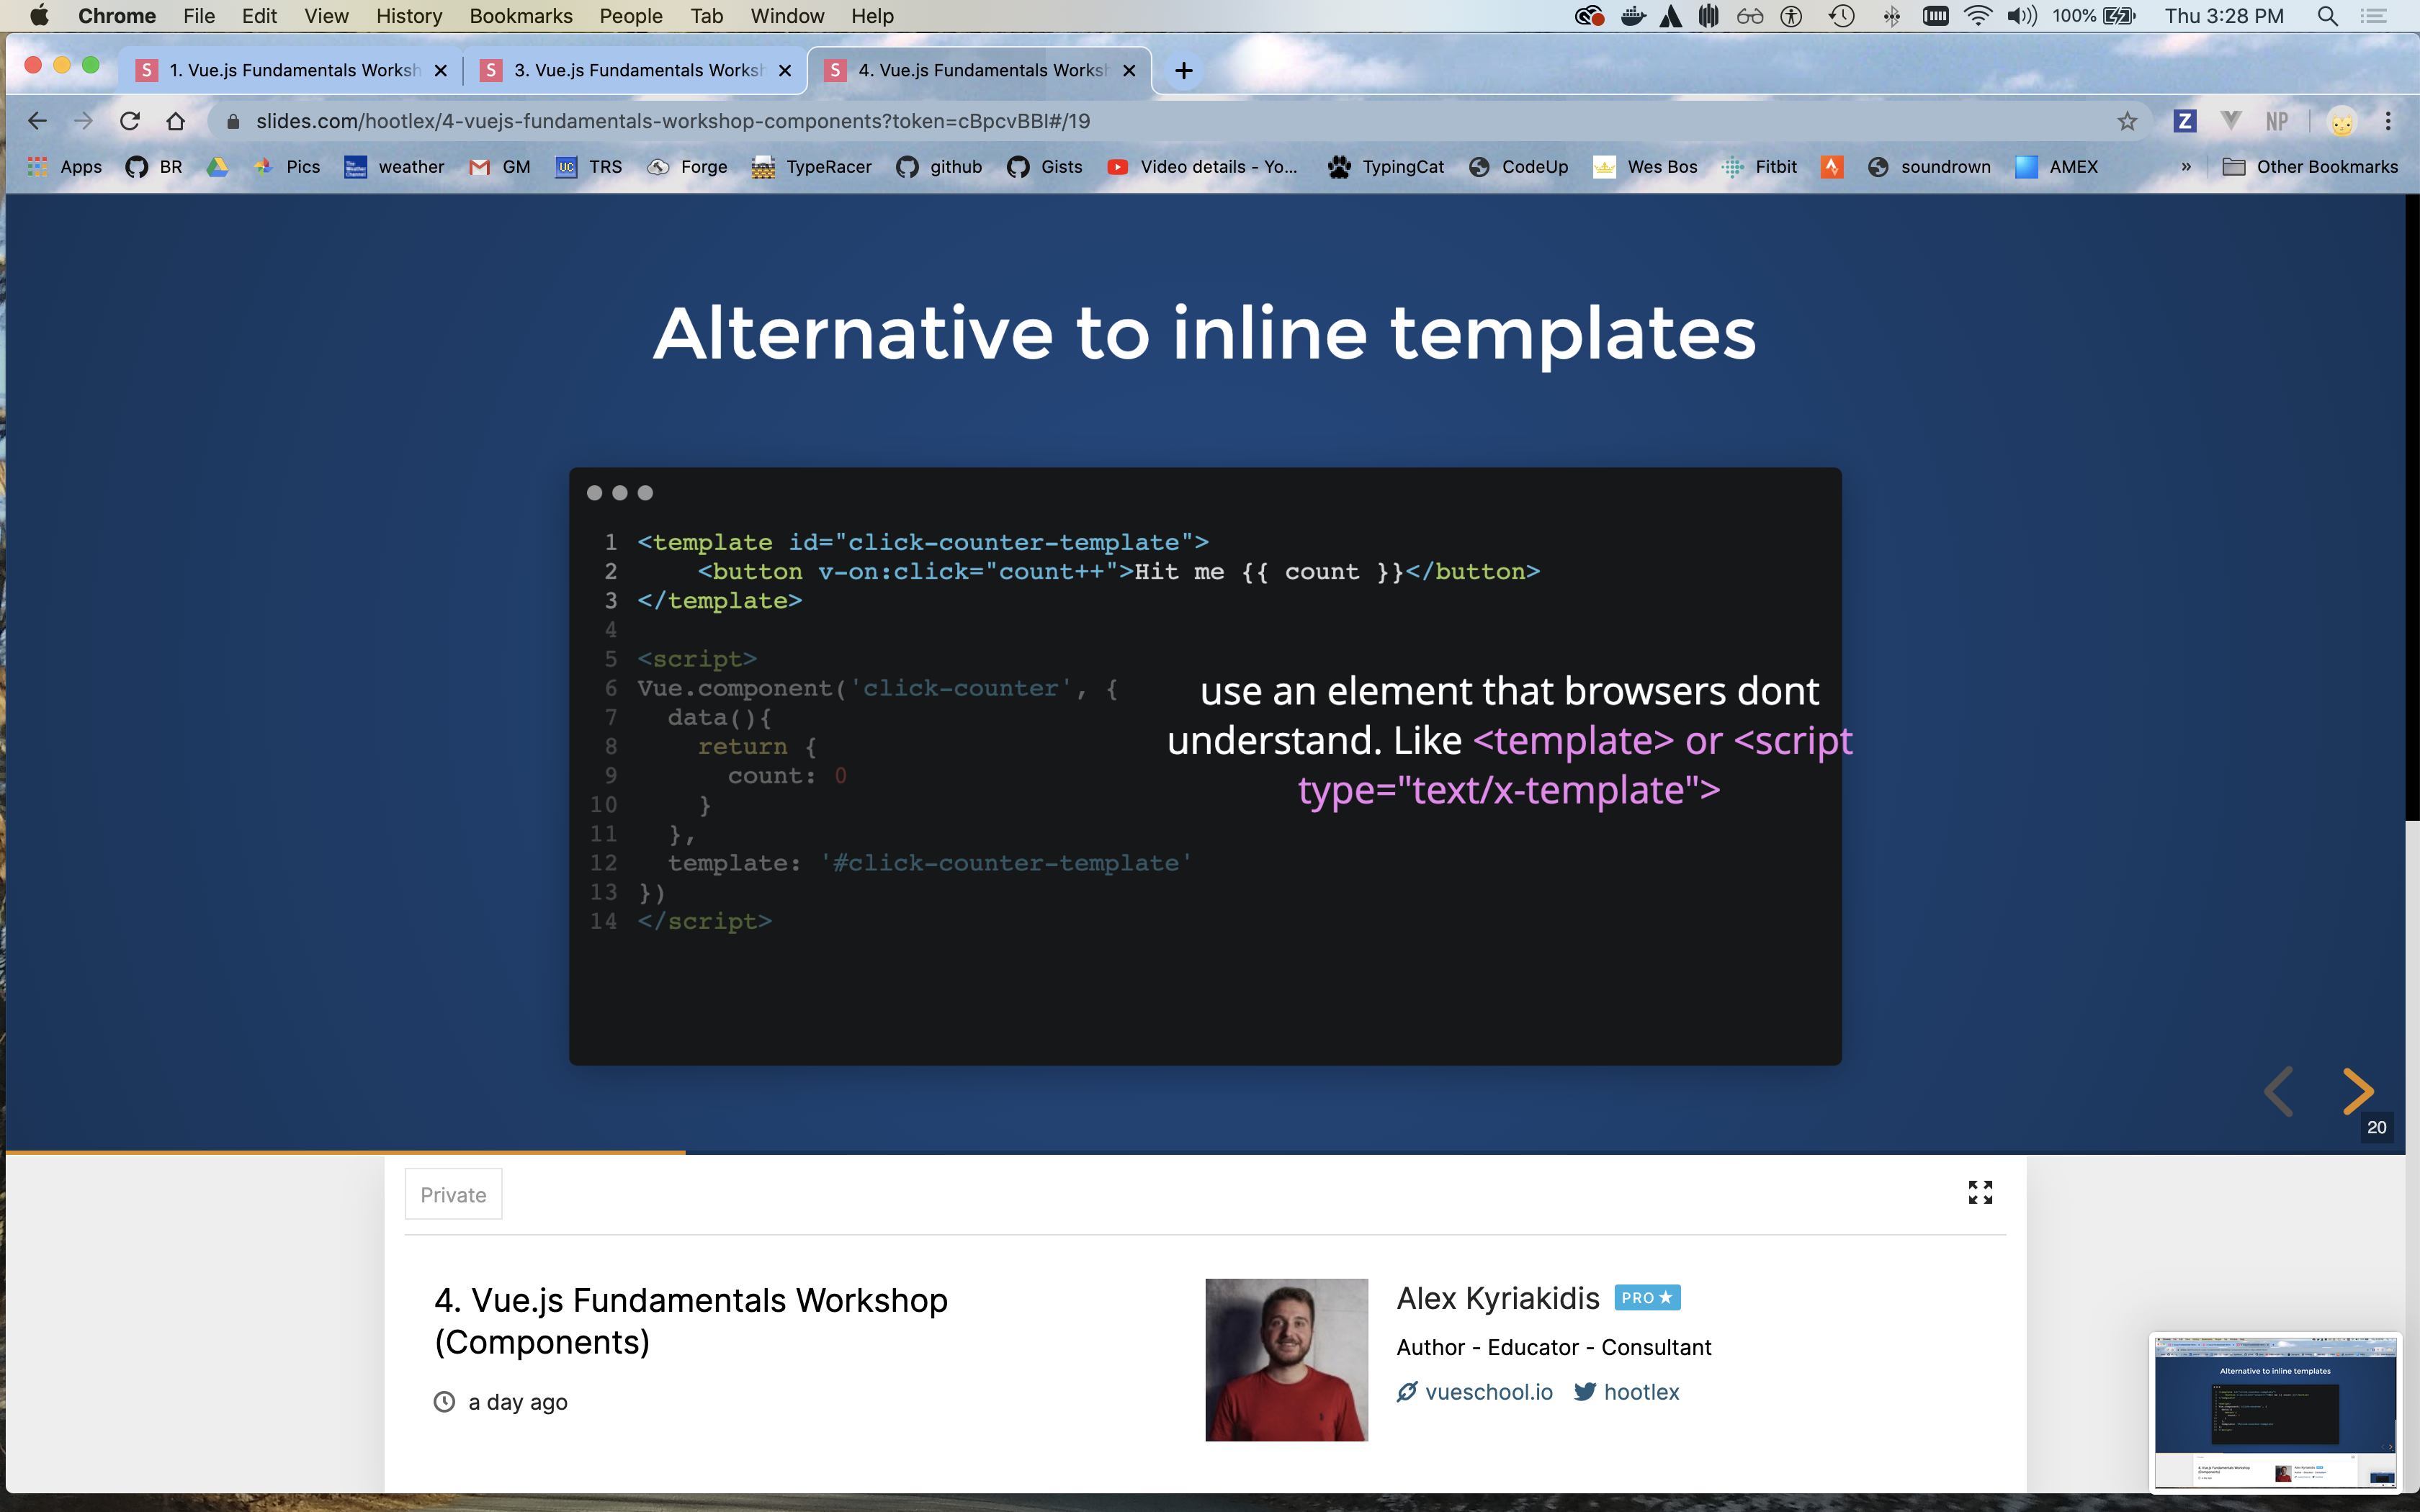 Chrome File Edit View History Bookmarks People Tab Window Help 100% Thu 3:28 PM
S 1. Vue.js Fundamentals Worksh S 3. Vue.js Fundamentals Worksh S 4. Vue.js Fundamentals Worksh
slides.com/hootlex/4-vuejs-fundamentals-workshop-components?token=cBpcvBBI#/19 Z NP
Apps BR Pics weather GM UC TRS Forge TypeRacer github Gists Video details - Yo... TypingCat CodeUp Wes Bos Fitbit soundrown AMEX » Other Bookmarks
Alternative to inline templates
1 <template id="click-counter-template">
2 <button v-on:click="count++">Hit me {{ count }}</button>
3 </template>
4
5 <script>
6 Vue.component('click-counter', {
7 data(){
8 return {
9 count: 0
10 }
11 },
12 template: '#click-counter-template'
13 })
14 </script>
use an element that browsers dont
understand. Like <template> or <script
type="text/x-template">
20
Private
4. Vue.js Fundamentals Workshop
(Components)
a day ago
Alex Kyriakidis PRO
Author - Educator - Consultant
vueschool.io hootlex
Alternative to inline templates